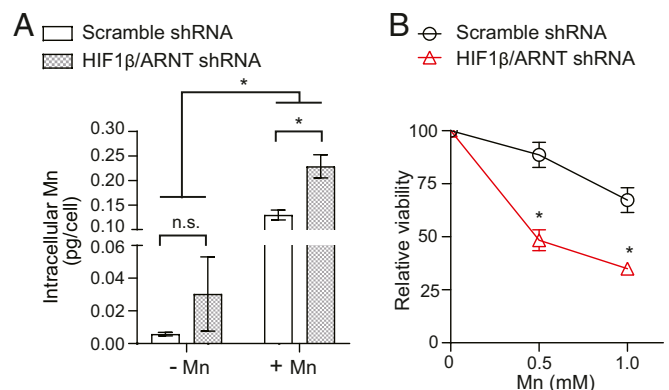 A
Scramble shRNA
HIF1β/ARNT shRNA
Intracellular Mn
(pg/cell)
0.30
0.25
0.20
0.15
0.10
0.06
0.04
0.02
0.00
*
*
n.s.
- Mn
+ Mn
B
Scramble shRNA
HIF1β/ARNT shRNA
Relative viability
100
75
50
25
0
*
*
0
0.5
1.0
Mn (mM)